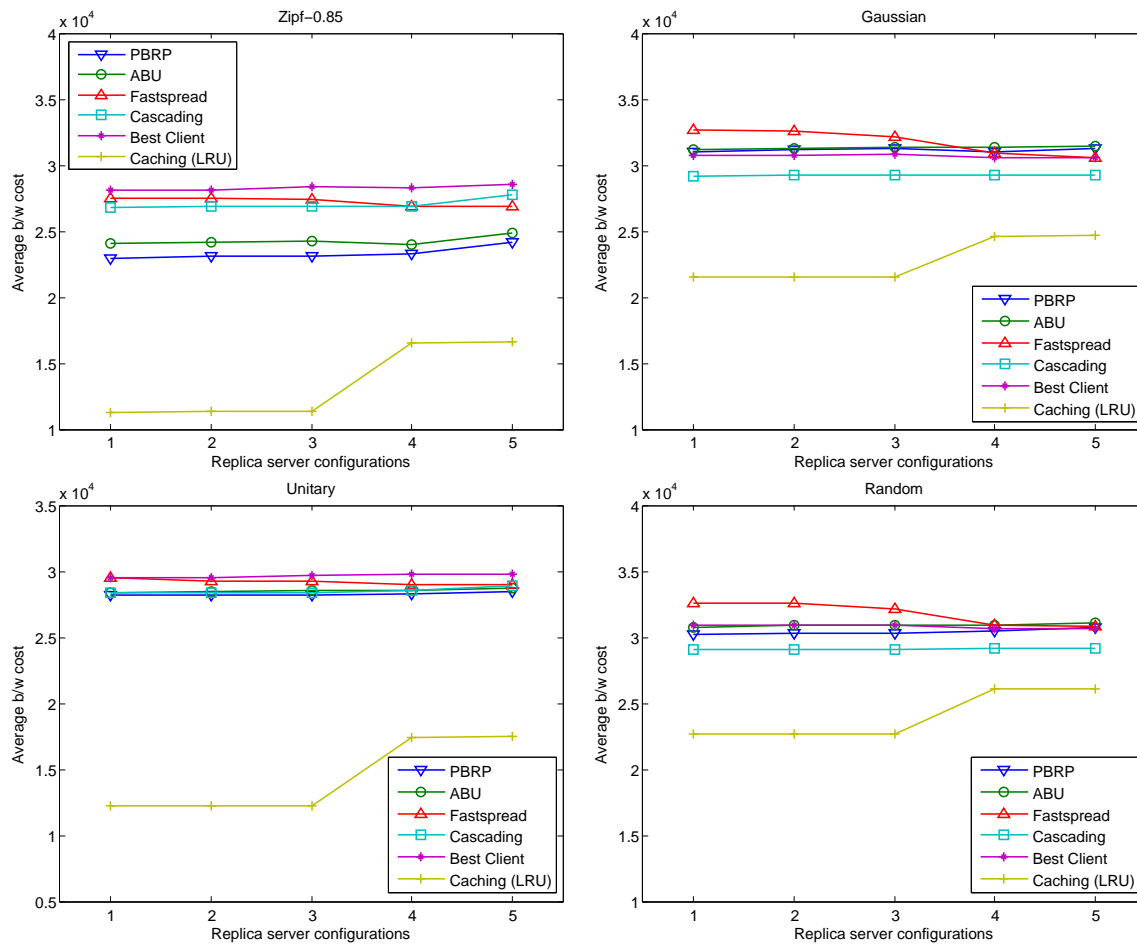 Zipf−0.85
x 10^4
4
3.5
3
2.5
2
1.5
1
Average b/w cost
PBRP
ABU
Fastspread
Cascading
Best Client
Caching (LRU)
1 2 3 4 5
Replica server configurations
Gaussian
x 10^4
4
3.5
3
2.5
2
1.5
1
Average b/w cost
PBRP
ABU
Fastspread
Cascading
Best Client
Caching (LRU)
1 2 3 4 5
Replica server configurations
Unitary
x 10^4
3.5
3
2.5
2
1.5
1
0.5
Average b/w cost
PBRP
ABU
Fastspread
Cascading
Best Client
Caching (LRU)
1 2 3 4 5
Replica server configurations
Random
x 10^4
4
3.5
3
2.5
2
1.5
1
Average b/w cost
PBRP
ABU
Fastspread
Cascading
Best Client
Caching (LRU)
1 2 3 4 5
Replica server configurations